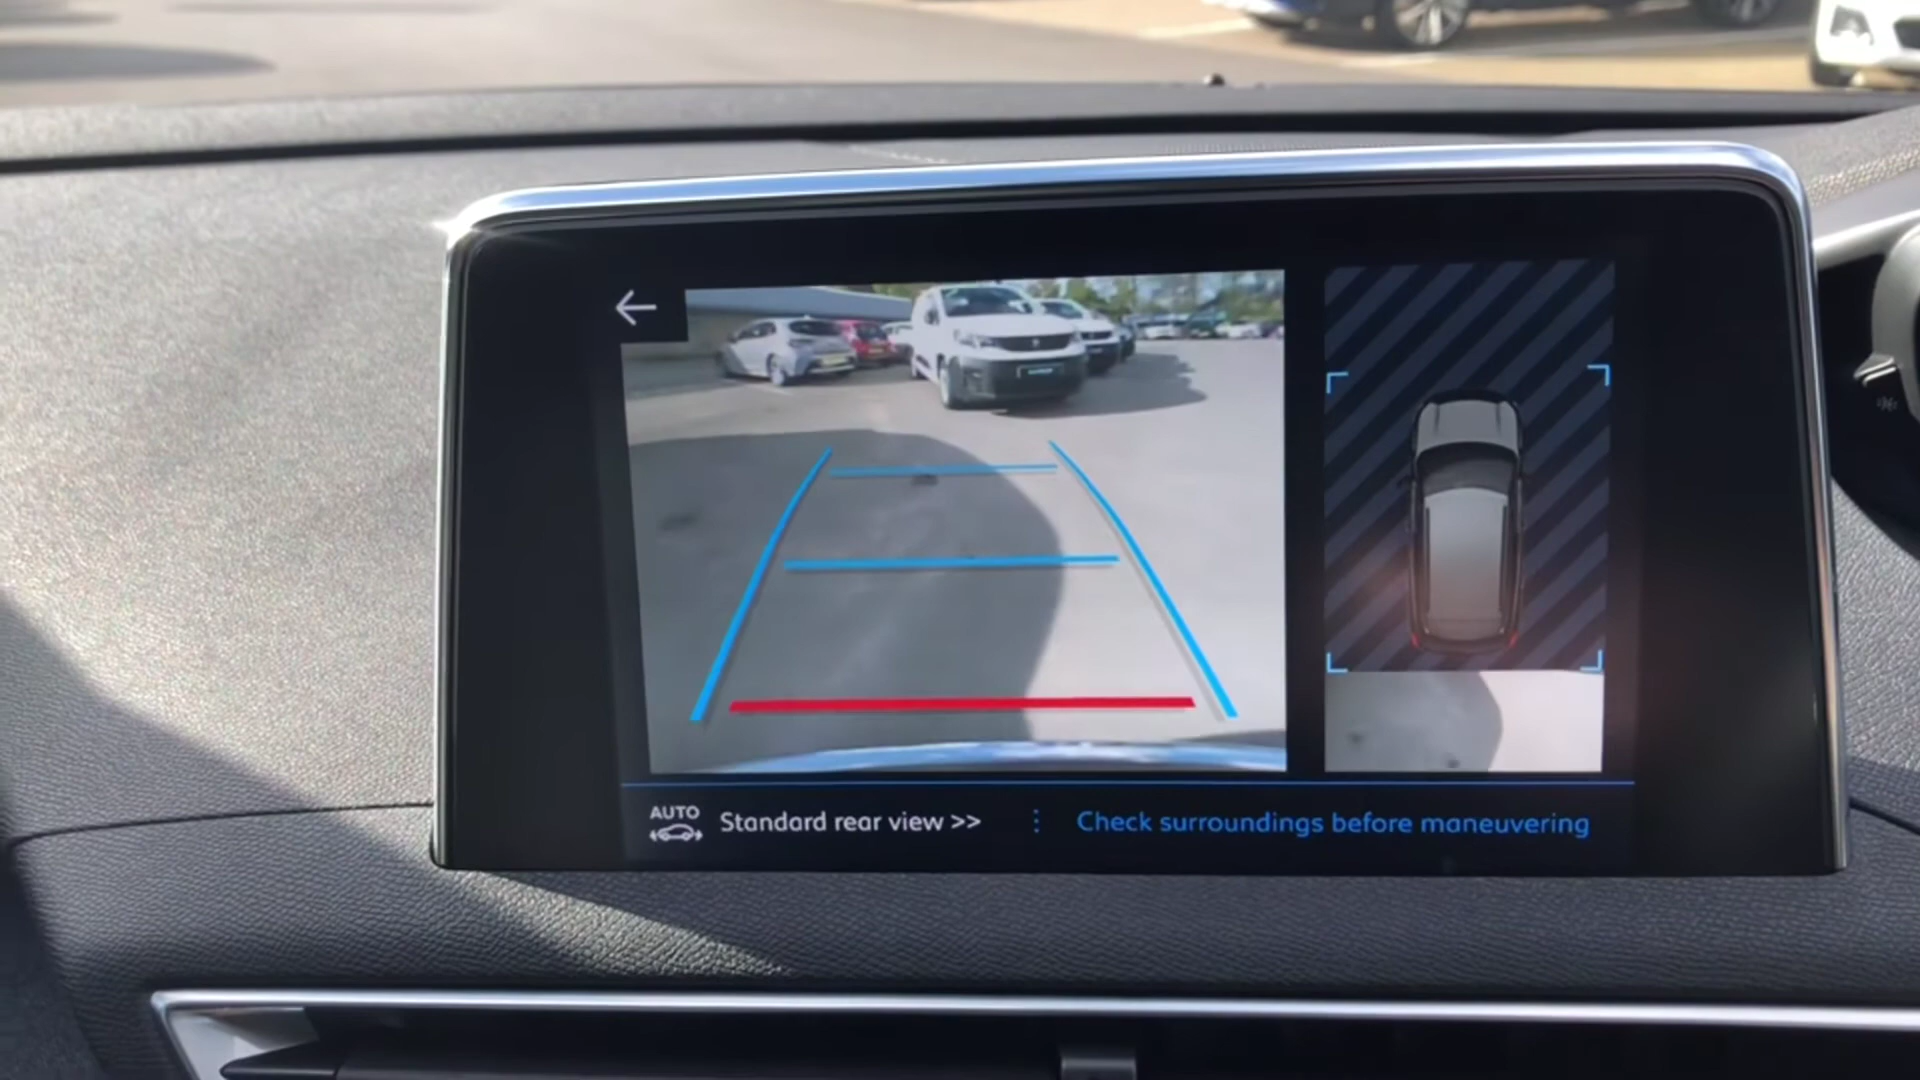 AUTO
Standard rear view >>
Check surroundings before maneuvering